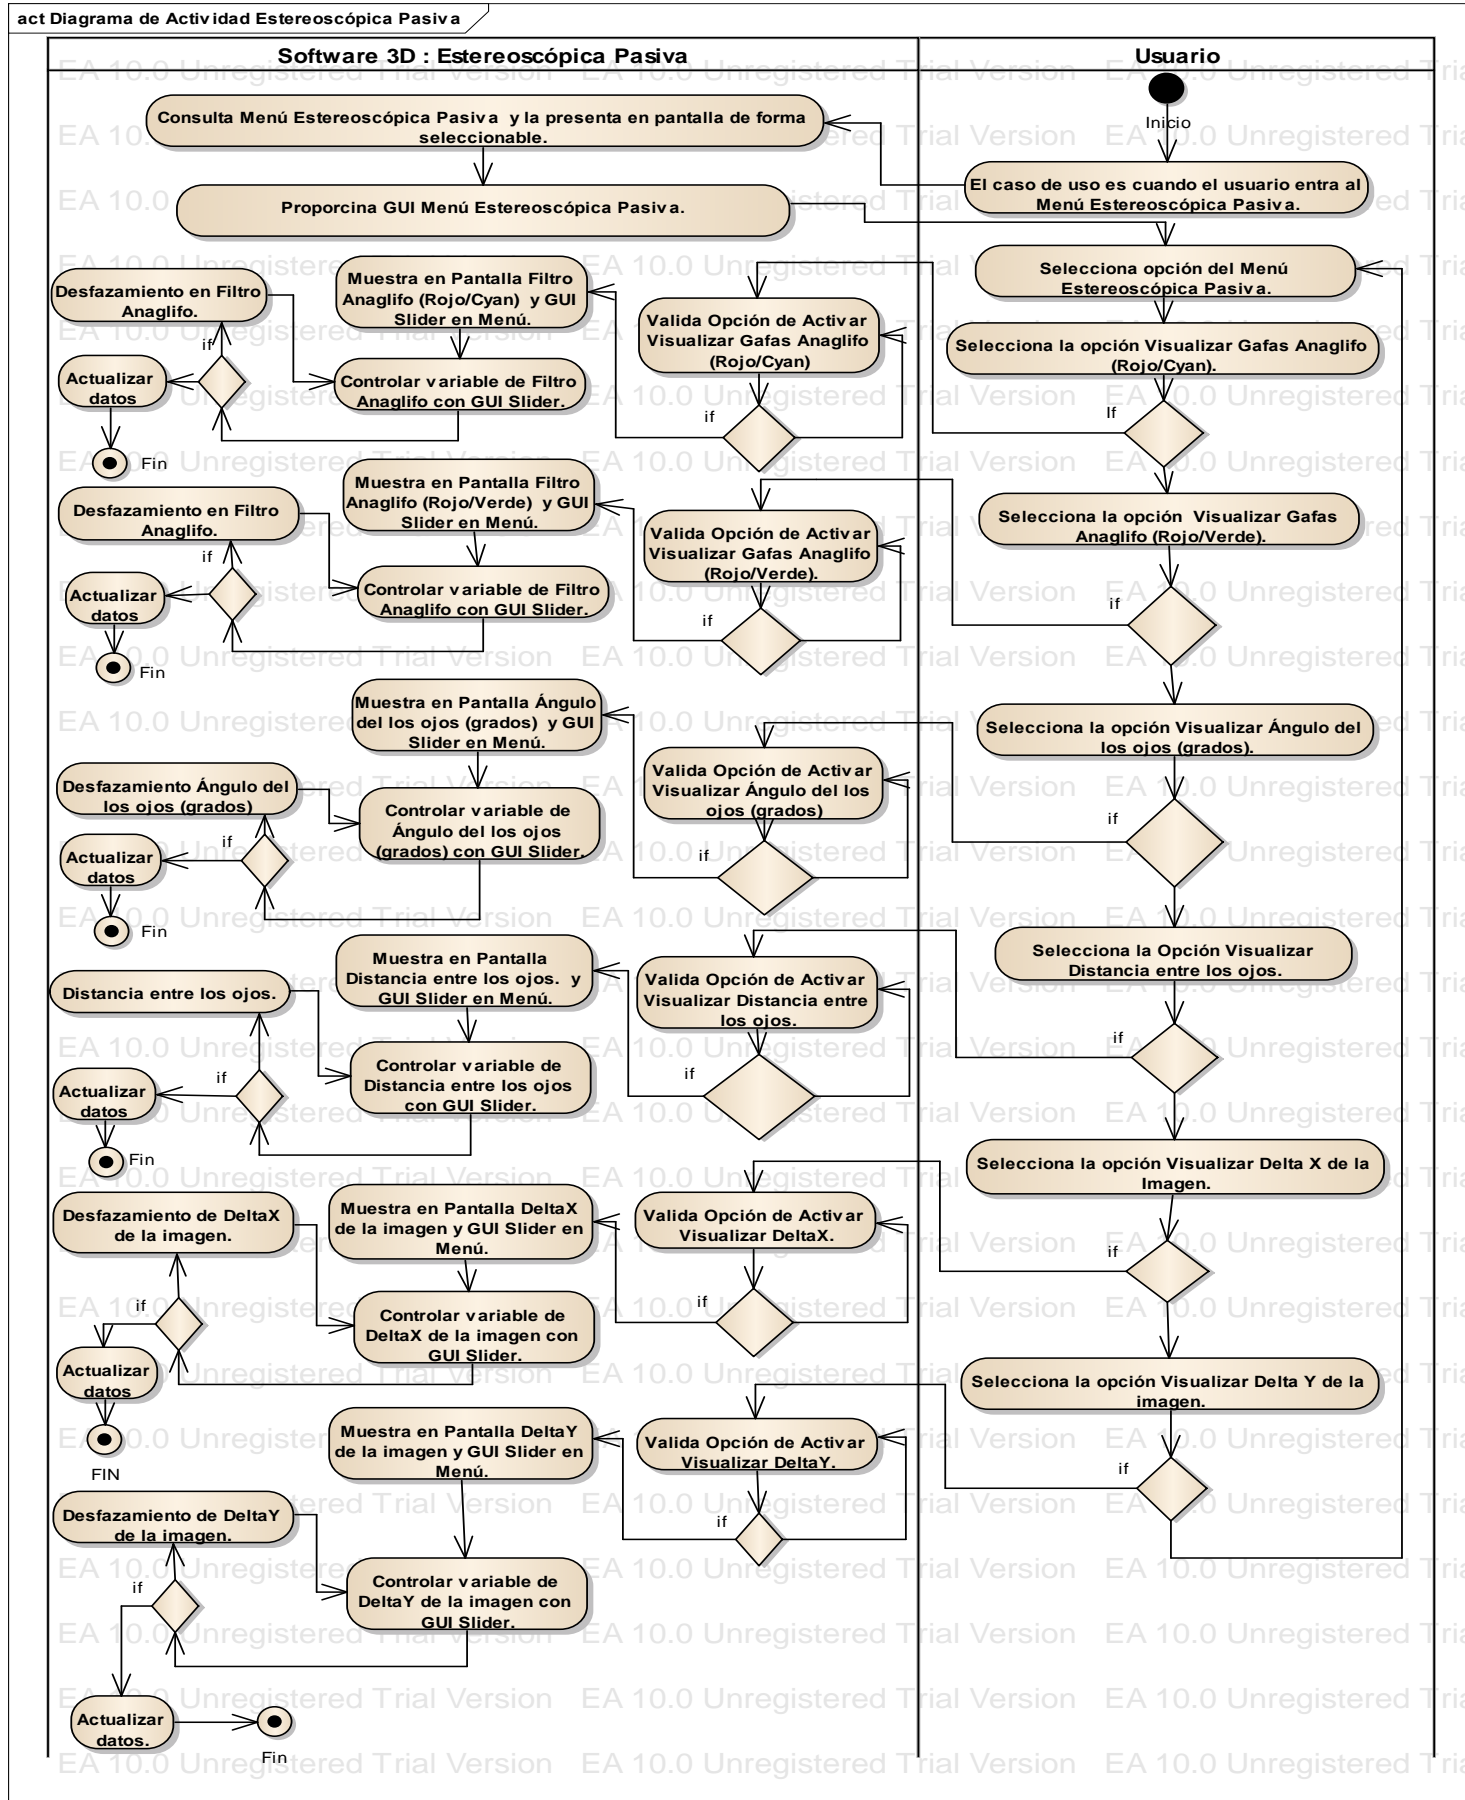 act Diagrama de Actividad Estereoscópica Pasiva
Software 3D : Estereoscópica Pasiva
Usuario
Inicio
Consulta Menú Estereoscópica Pasiva y la presenta en pantalla de forma
seleccionable.
El caso de uso es cuando el usuario entra al
Menú Estereoscópica Pasiva.
Proporcina GUI Menú Estereoscópica Pasiva.
Selecciona opción del Menú
Estereoscópica Pasiva.
Desfazamiento en Filtro
Anaglifo.
Muestra en Pantalla Filtro
Anaglifo (Rojo/Cyan) y GUI
Slider en Menú.
Valida Opción de Activar
Visualizar Gafas Anaglifo
(Rojo/Cyan)
Selecciona la opción Visualizar Gafas Anaglifo
(Rojo/Cyan).
if
Actualizar
datos
Controlar variable de Filtro
Anaglifo con GUI Slider.
if
If
Fin
Desfazamiento en Filtro
Anaglifo.
Muestra en Pantalla Filtro
Anaglifo (Rojo/Verde) y GUI
Slider en Menú.
Valida Opción de Activar
Visualizar Gafas Anaglifo
(Rojo/Verde).
Selecciona la opción Visualizar Gafas
Anaglifo (Rojo/Verde).
if
Actualizar
datos
Controlar variable de Filtro
Anaglifo con GUI Slider.
if
if
Fin
Muestra en Pantalla Ángulo
del los ojos (grados) y GUI
Slider en Menú.
Selecciona la opción Visualizar Ángulo del
los ojos (grados).
Desfazamiento Ángulo del
los ojos (grados)
Valida Opción de Activar
Visualizar Ángulo del los
ojos (grados)
if
Actualizar
datos
Controlar variable de
Ángulo del los ojos
(grados) con GUI Slider.
if
if
Fin
Muestra en Pantalla
Distancia entre los ojos. y
GUI Slider en Menú.
Selecciona la Opción Visualizar
Distancia entre los ojos.
Distancia entre los ojos.
Valida Opción de Activar
Visualizar Distancia entre
los ojos.
if
Actualizar
datos
Controlar variable de
Distancia entre los ojos
con GUI Slider.
if
if
Fin
Selecciona la opción Visualizar Delta X de la
Imagen.
Desfazamiento de DeltaX
de la imagen.
Muestra en Pantalla DeltaX
de la imagen y GUI Slider en
Menú.
Valida Opción de Activar
Visualizar DeltaX.
if
if
Controlar variable de
DeltaX de la imagen con
GUI Slider.
if
Actualizar
datos
FIN
Selecciona la opción Visualizar Delta Y de la
imagen.
Muestra en Pantalla DeltaY
de la imagen y GUI Slider en
Menú.
Valida Opción de Activar
Visualizar DeltaY.
if
Desfazamiento de DeltaY
de la imagen.
if
if
Controlar variable de
DeltaY de la imagen con
GUI Slider.
Actualizar
datos.
Fin
EA 10.0 Unregistered Trial Version